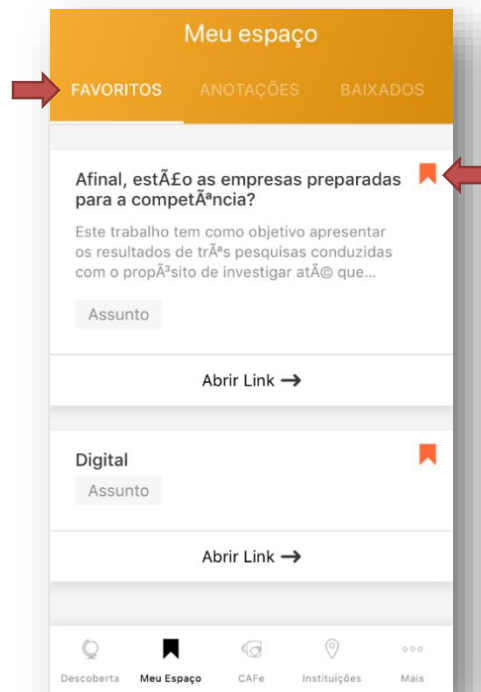 Meu espaço
FAVORITOS ANOTAÇÕES BAIXADOS
Afinal, estÃ£o as empresas preparadas
para a competÃªncia?
Este trabalho tem como objetivo apresentar
os resultados de trÃªs pesquisas conduzidas
com o propÃ³sito de investigar atÃ© que...
Assunto
Abrir Link →
Digital
Assunto
Abrir Link →
Descoberta Meu Espaço CAFe Instituições Mais